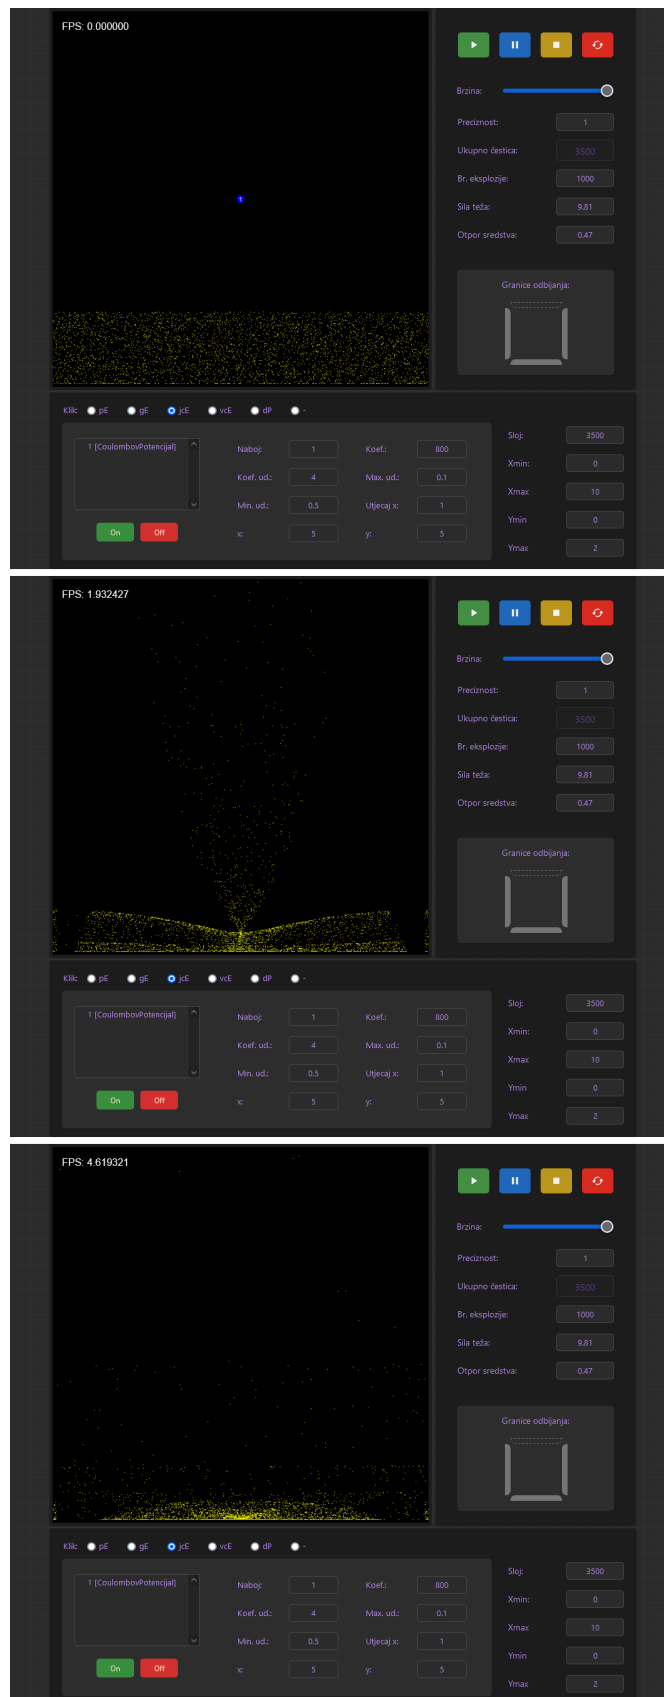 FPS: 0.000000
Brzina:
Preciznost: 1
Ukupno čestica: 3500
Br. eksplozije: 1000
Sila teža: 9.81
Otpor sredstva: 0.47
1
Granice odbijanja:
Klik: pE gE jcE vcE dP -
1 [CoulombovPotencijal]
Naboj: 1 Koef.: 800
Koef. ud.: 4 Max. ud.: 0.1
Min. ud.: 0.5 Utjecaj x: 1
On Off x: 5 y: 5
Sloj: 3500
Xmin: 0
Xmax 10
Ymin 0
Ymax 2
FPS: 1.932427
Brzina:
Preciznost: 1
Ukupno čestica: 3500
Br. eksplozije: 1000
Sila teža: 9.81
Otpor sredstva: 0.47
Granice odbijanja:
Klik: pE gE jcE vcE dP -
1 [CoulombovPotencijal]
Naboj: 1 Koef.: 800
Koef. ud.: 4 Max. ud.: 0.1
Min. ud.: 0.5 Utjecaj x: 1
On Off x: 5 y: 5
Sloj: 3500
Xmin: 0
Xmax 10
Ymin 0
Ymax 2
FPS: 4.619321
Brzina:
Preciznost: 1
Ukupno čestica: 3500
Br. eksplozije: 1000
Sila teža: 9.81
Otpor sredstva: 0.47
Granice odbijanja:
Klik: pE gE jcE vcE dP -
1 [CoulombovPotencijal]
Naboj: 1 Koef.: 800
Koef. ud.: 4 Max. ud.: 0.1
Min. ud.: 0.5 Utjecaj x: 1
On Off x: 5 y: 5
Sloj: 3500
Xmin: 0
Xmax 10
Ymin 0
Ymax 2